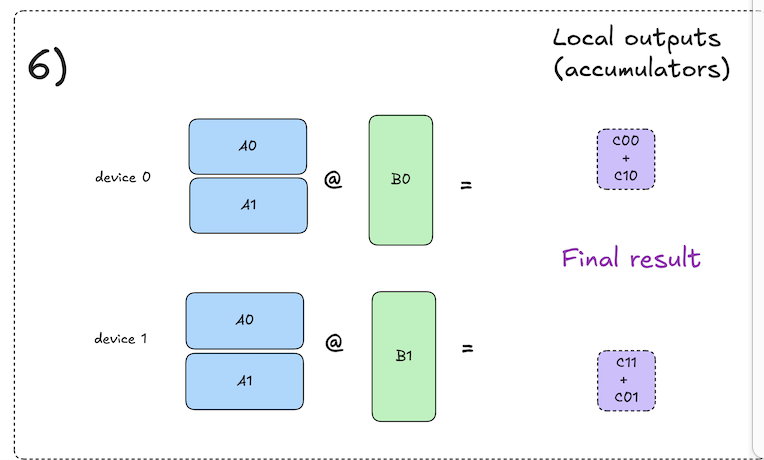 Local outputs
(accumulators)
6)
A0
device 0
@
B0
=
A1
C00
+
C10
Final result
A0
device 1
@
B1
=
A1
C11
+
C01